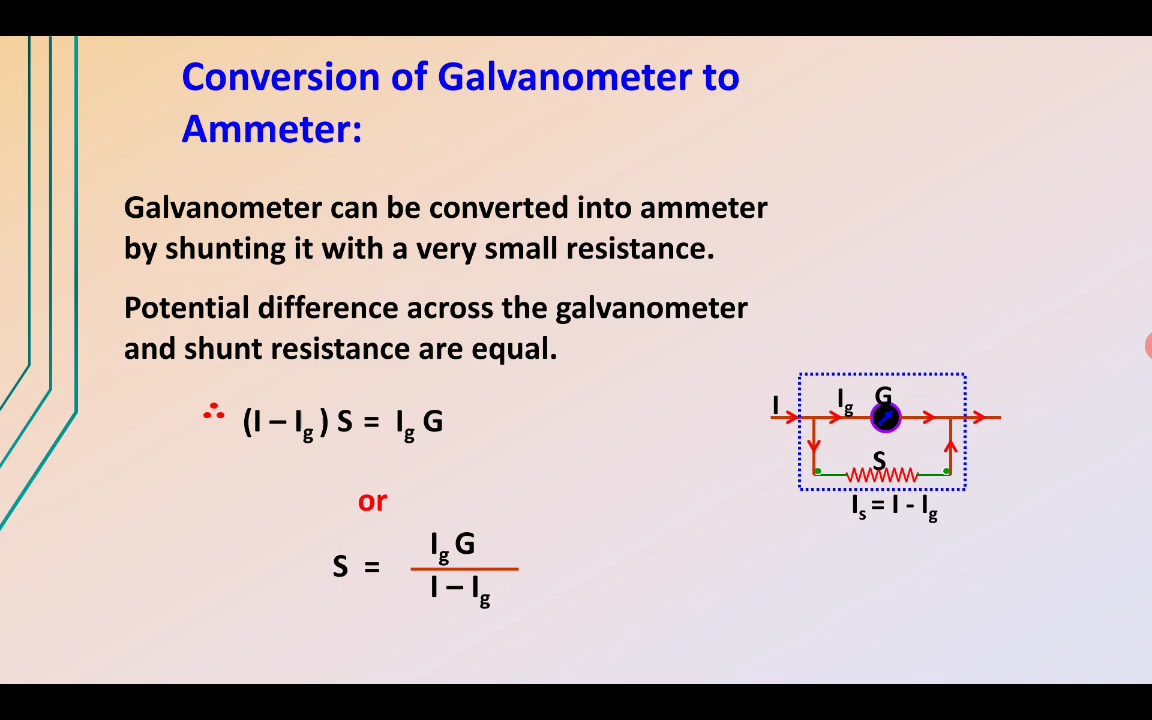 Conversion of Galvanometer to
Ammeter:
Galvanometer can be converted into ammeter
by shunting it with a very small resistance.
Potential difference across the galvanometer
and shunt resistance are equal.
∴ (I – Ig ) S = Ig G
or
S = Ig G
I – Ig
I Ig G
S
Is = I - Ig